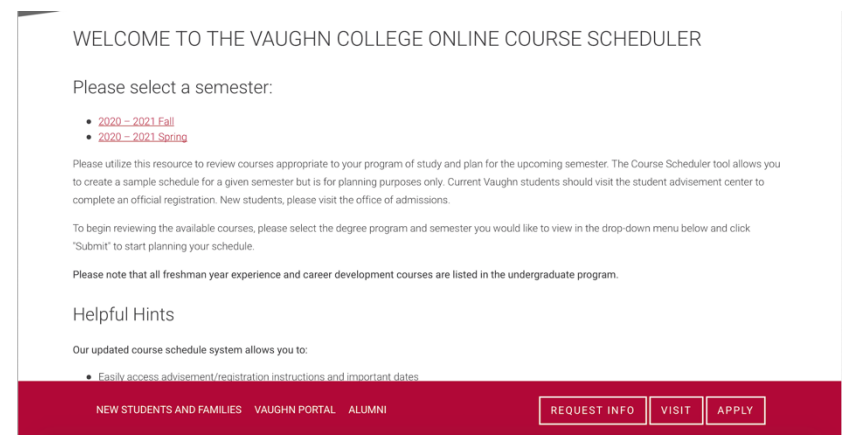 WELCOME TO THE VAUGHN COLLEGE ONLINE COURSE SCHEDULER
Please select a semester:
2020 – 2021 Fall
2020 – 2021 Spring
Please utilize this resource to review courses appropriate to your program of study and plan for the upcoming semester. The Course Scheduler tool allows you
to create a sample schedule for a given semester but is for planning purposes only. Current Vaughn students should visit the student advisement center to
complete an official registration. New students, please visit the office of admissions.
To begin reviewing the available courses, please select the degree program and semester you would like to view in the drop-down menu below and click
"Submit" to start planning your schedule.
Please note that all freshman year experience and career development courses are listed in the undergraduate program.
Helpful Hints
Our updated course schedule system allows you to:
Easily access advisement/registration instructions and important dates
NEW STUDENTS AND FAMILIES VAUGHN PORTAL ALUMNI REQUEST INFO VISIT APPLY